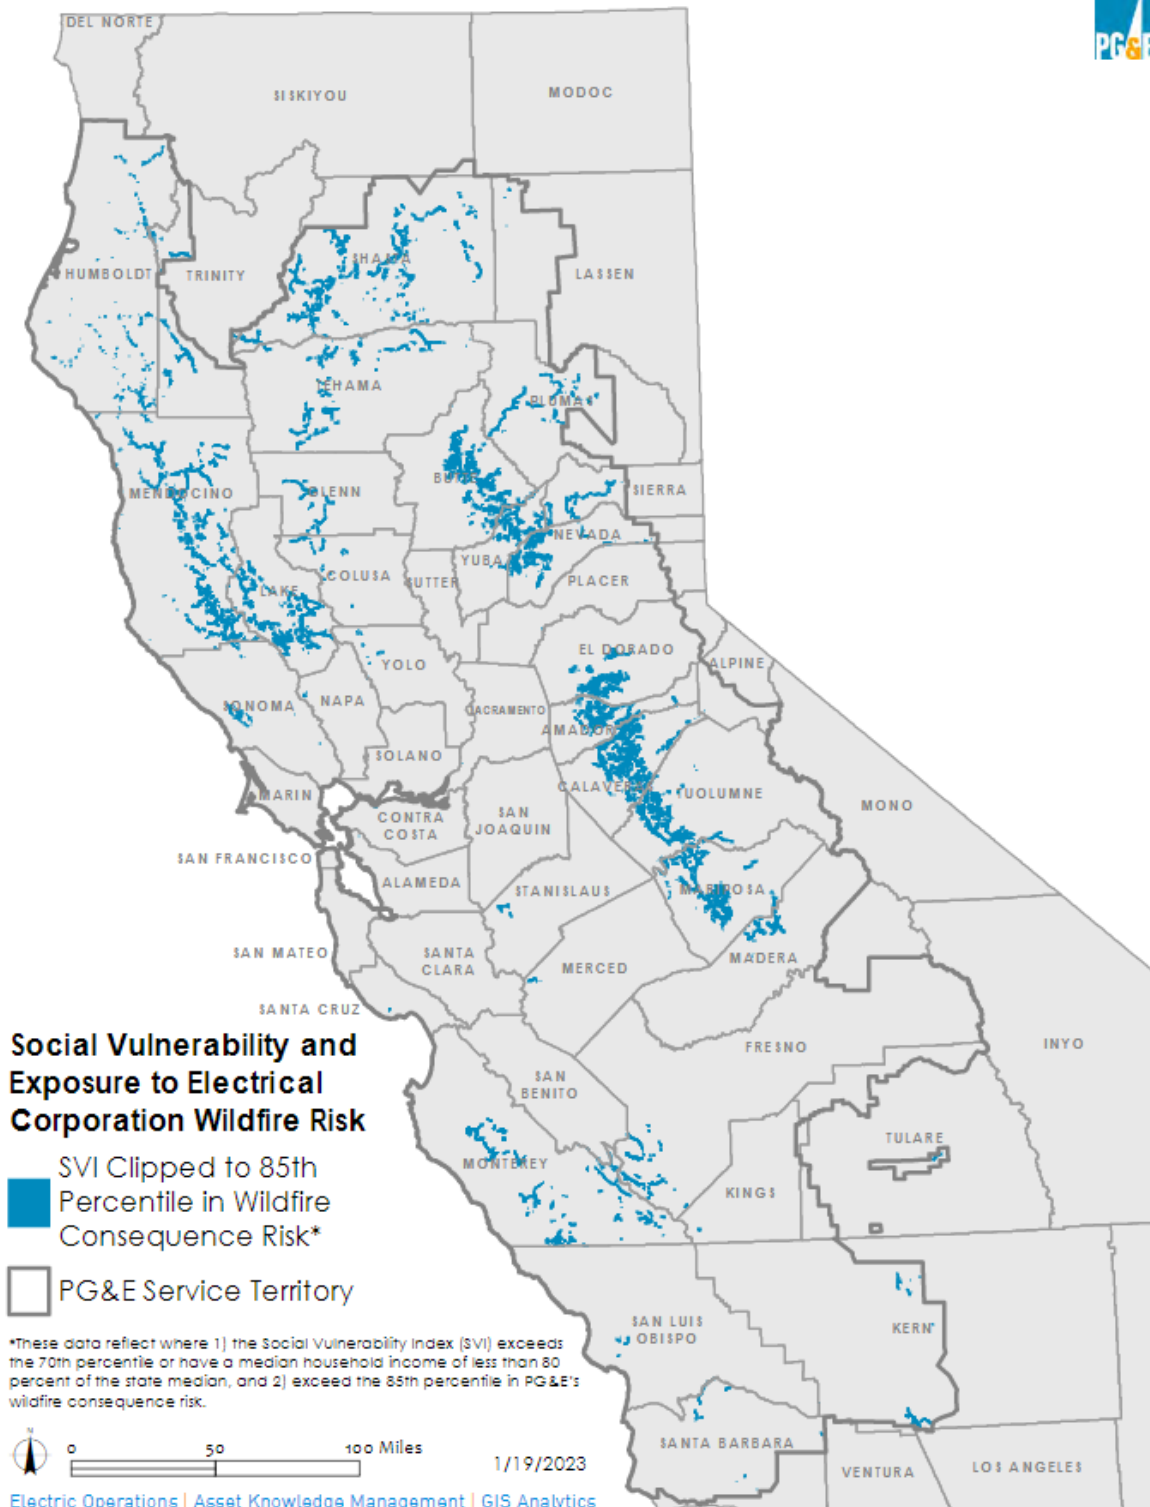 DEL NORTE
PG&E
SISKIYOU
MODOC
HUMBOLDT
TRINITY
SHASTA
LASSEN
TEHAMA
PLUMAS
MENDOCINO
GLENN
BUTTE
SIERRA
NEVADA
YUBA
COLUSA
SUTTER
PLACER
LAKE
EL DORADO
YOLO
ALPINE
SONOMA
NAPA
SACRAMENTO
AMADOR
SOLANO
CALAVERAS
TUOLUMNE
MONO
MARIN
CONTRA
COSTA
SAN
JOAQUIN
SAN FRANCISCO
ALAMEDA
STANISLAUS
MARIPOSA
SAN MATEO
SANTA
CLARA
MERCED
MADERA
SANTA CRUZ
FRESNO
INYO
SAN
BENITO
MONTEREY
TULARE
KINGS
SAN LUIS
OBISPO
KERN
SANTA BARBARA
VENTURA
LOS ANGELES
Social Vulnerability and
Exposure to Electrical
Corporation Wildfire Risk
SVI Clipped to 85th
Percentile in Wildfire
Consequence Risk*
PG&E Service Territory
*These data reflect where 1) the Social Vulnerability Index (SVI) exceeds
the 70th percentile or have a median household income of less than 80
percent of the state median, and 2) exceed the 85th percentile in PG&E's
wildfire consequence risk.
N
0 50 100 Miles
1/19/2023
Electric Operations | Asset Knowledge Management | GIS Analytics